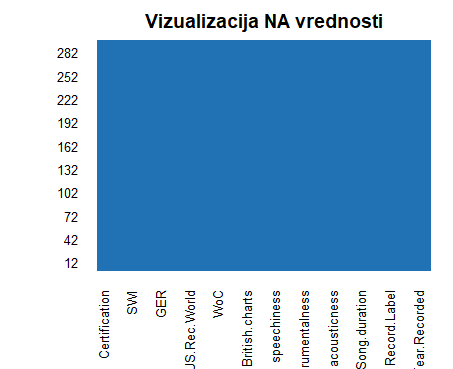 Vizualizacija NA vrednosti
282
252
222
192
162
132
102
72
42
12
Certification
SWI
GER
JS.Rec.World
WoC
British.charts
speechiness
rumentalness
acousticness
Song.duration
Record.Label
ear.Recorded